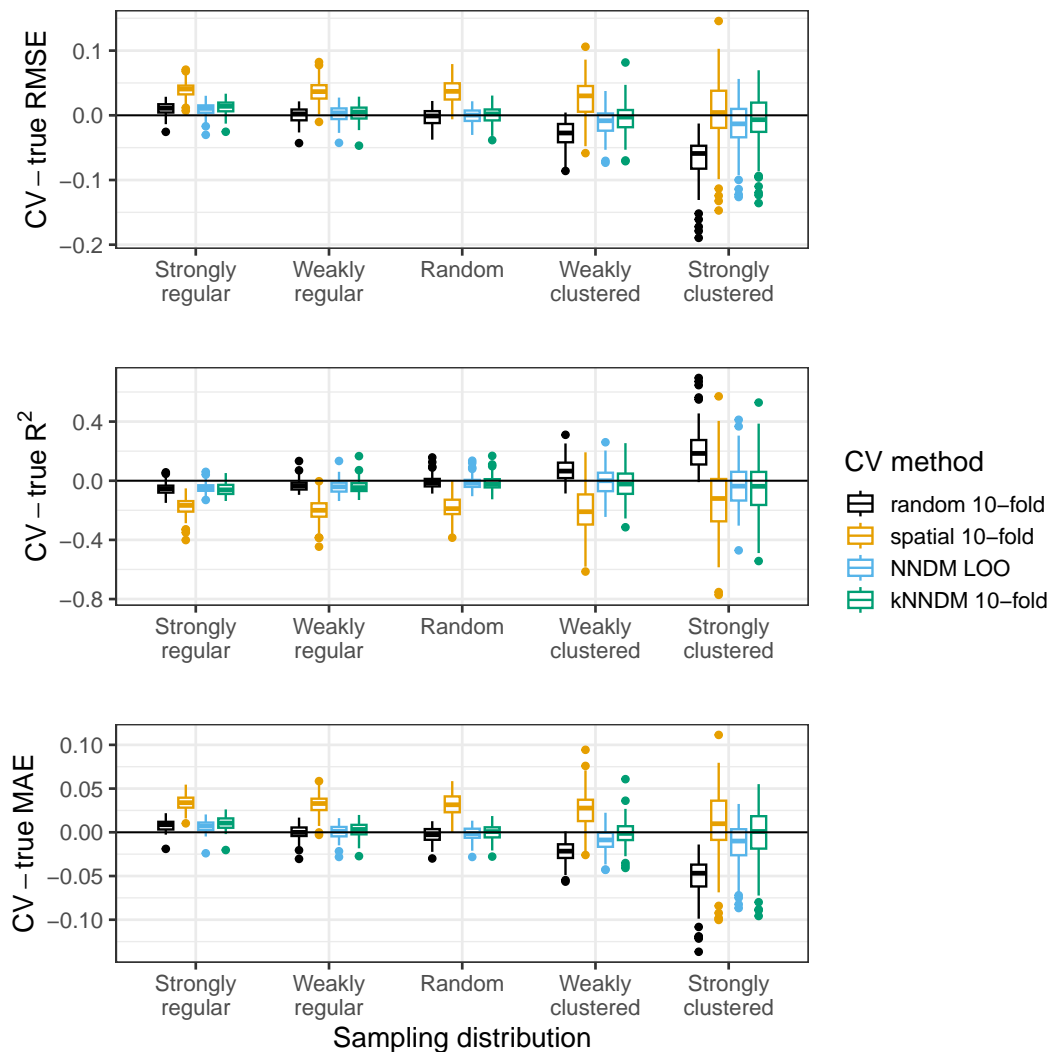 CV − true RMSE
0.1
0.0
−0.1
−0.2
Strongly regular
Weakly regular
Random
Weakly clustered
Strongly clustered
CV − true R²
0.4
0.0
−0.4
−0.8
Strongly regular
Weakly regular
Random
Weakly clustered
Strongly clustered
CV method
random 10−fold
spatial 10−fold
NNDM LOO
kNNDM 10−fold
CV − true MAE
0.10
0.05
0.00
−0.05
−0.10
Strongly regular
Weakly regular
Random
Weakly clustered
Strongly clustered
Sampling distribution